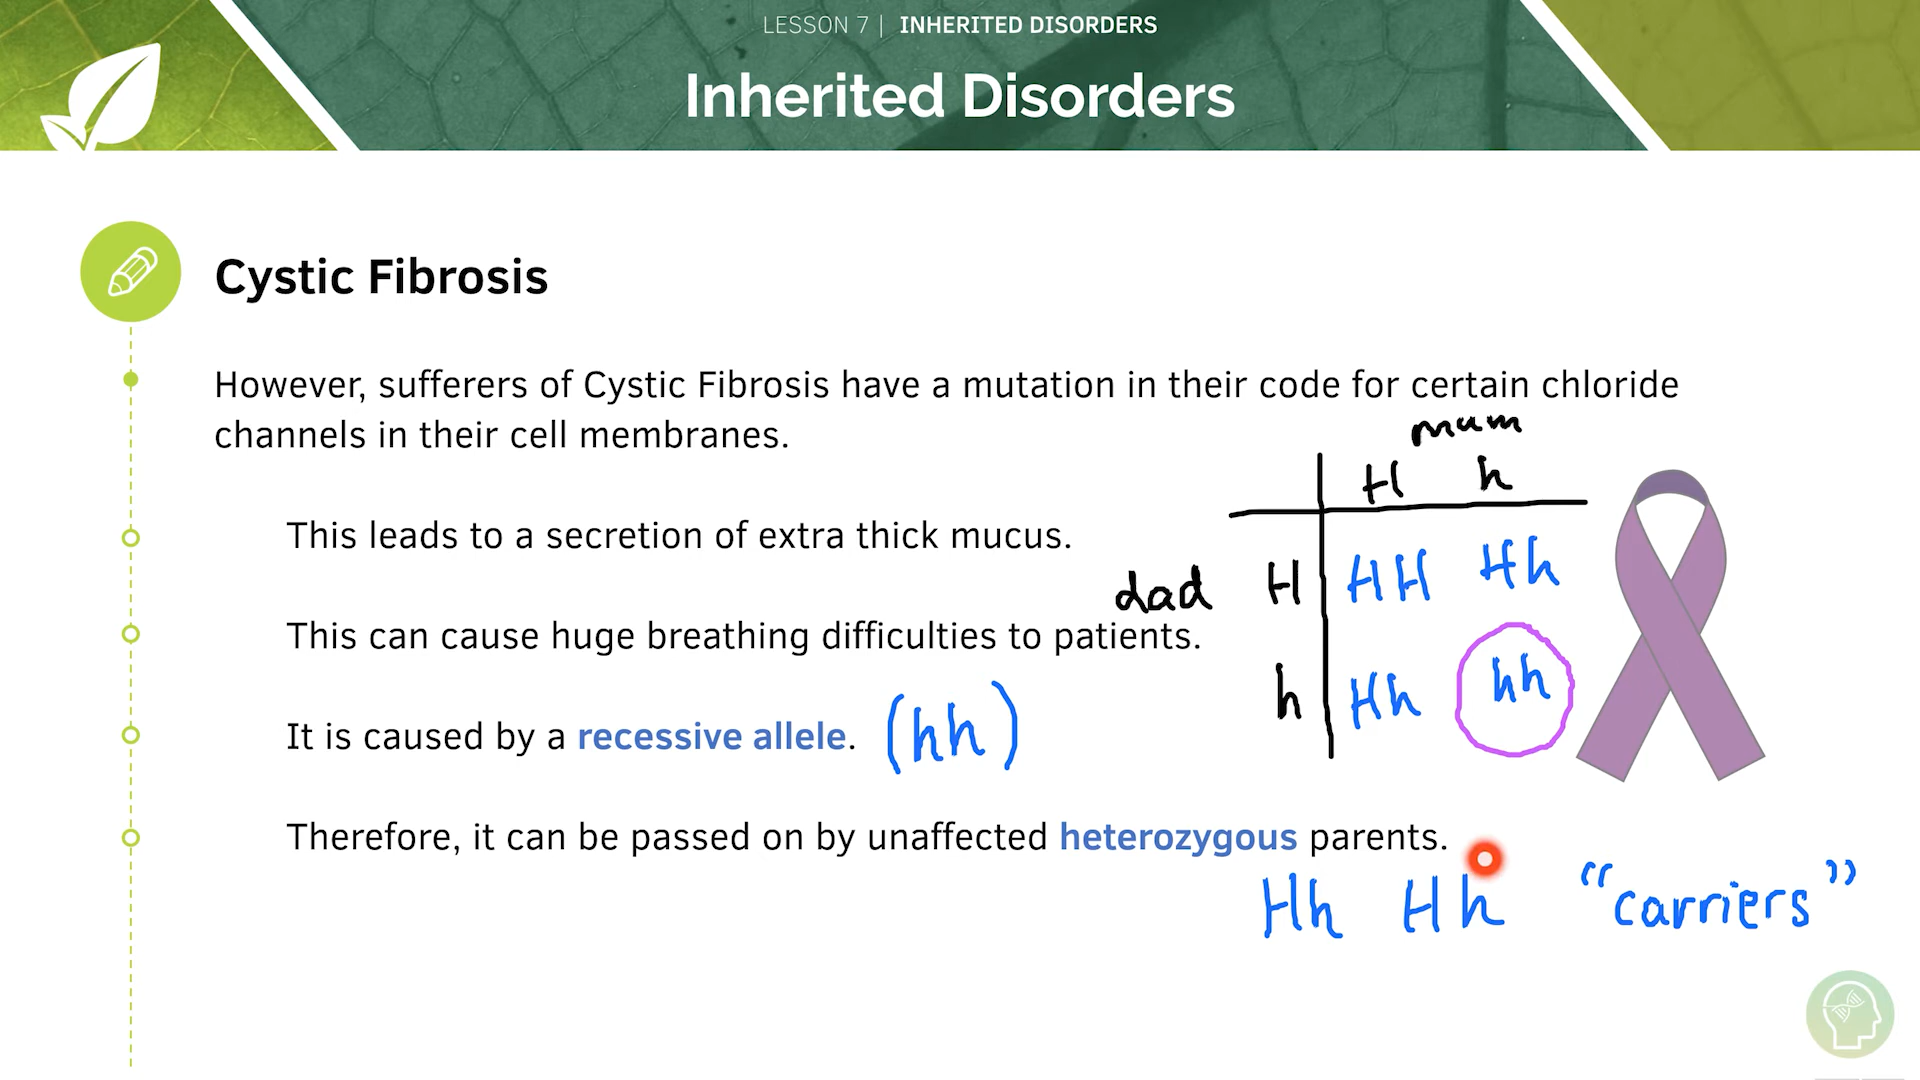 LESSON 7 | INHERITED DISORDERS
Inherited Disorders
Cystic Fibrosis
However, sufferers of Cystic Fibrosis have a mutation in their code for certain chloride
channels in their cell membranes.
mum
H h
This leads to a secretion of extra thick mucus.
dad H HH Hh
This can cause huge breathing difficulties to patients.
h Hh hh
It is caused by a recessive allele. (hh)
Therefore, it can be passed on by unaffected heterozygous parents.
Hh Hh "carriers"